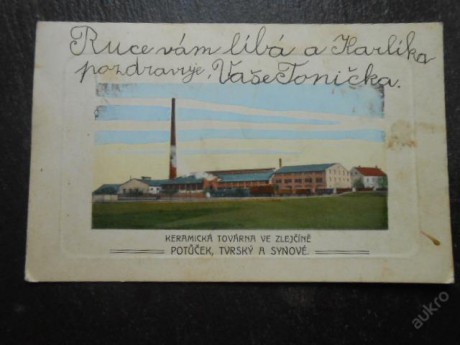 Ruce vám líbá a Karlíka
pozdravuje, Vaše Tonička.
KERAMICKÁ TOVÁRNA VE ZLEJČÍNĚ
POTŮČEK, TVRSKÝ A SYNOVÉ.
aukro